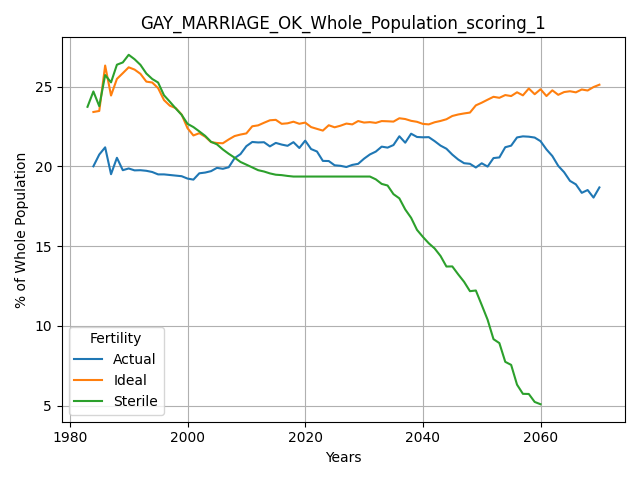 GAY_MARRIAGE_OK_Whole_Population_scoring_1
% of Whole Population
25
20
15
10
5
Fertility
Actual
Ideal
Sterile
1980 2000 2020 2040 2060
Years